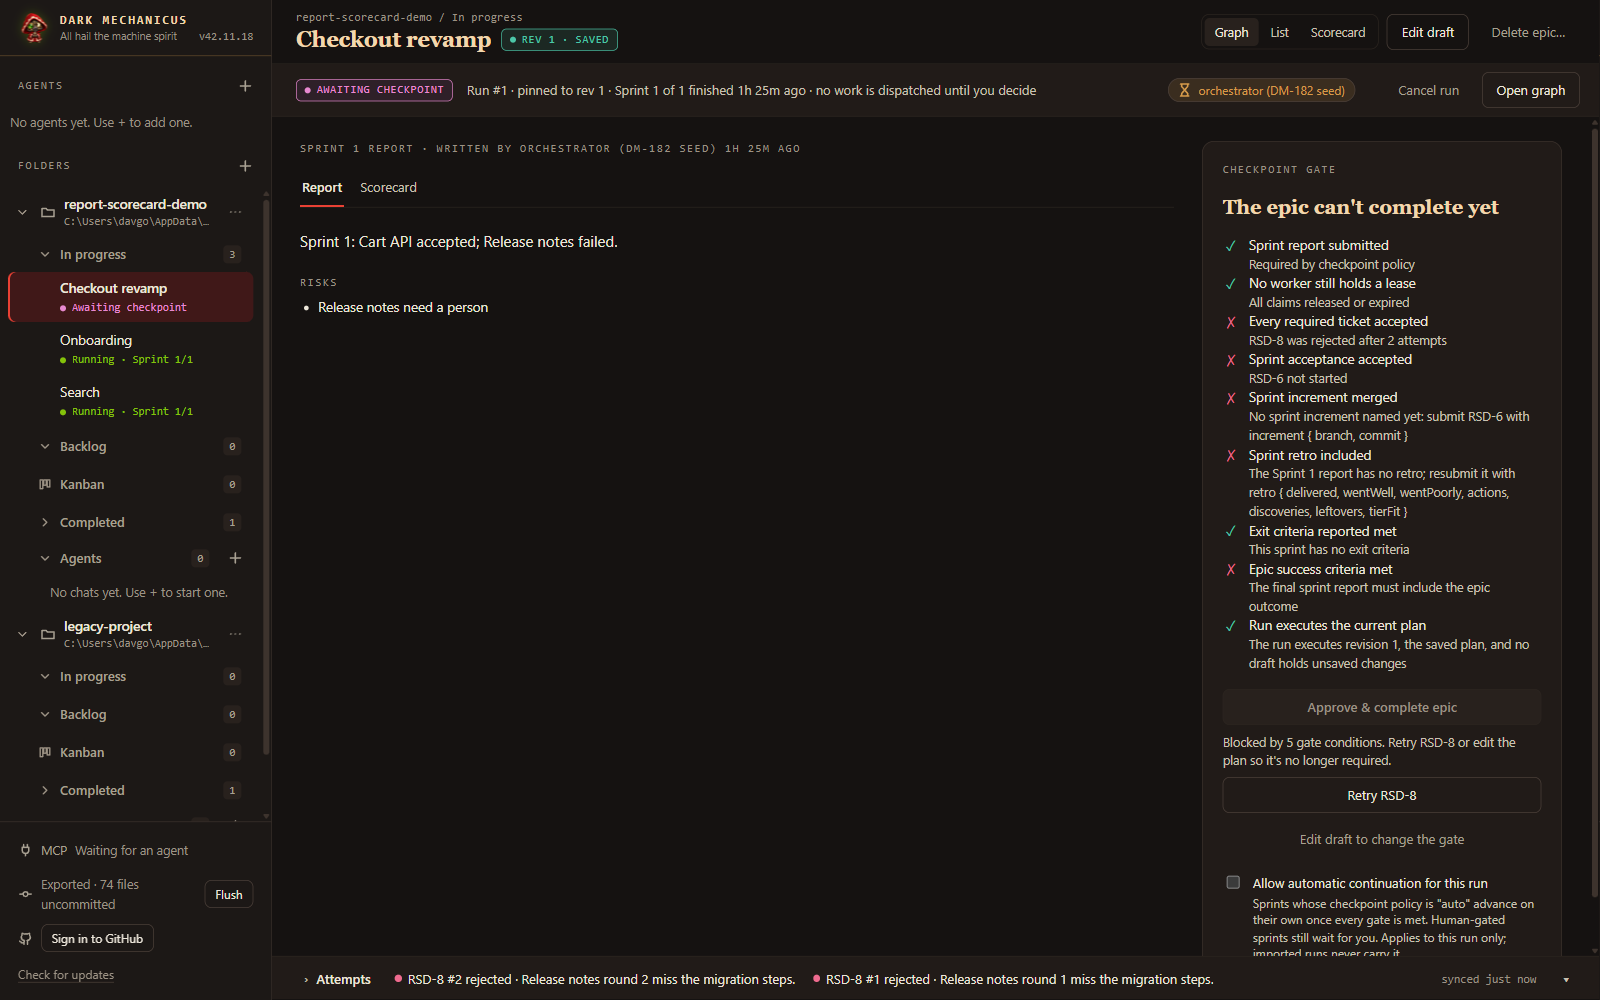 DARK MECHANICUS
All hail the machine spirit v42.11.18
AGENTS
No agents yet. Use + to add one.
FOLDERS
report-scorecard-demo
C:\Users\davgo\AppData\…
In progress 3
Checkout revamp
Awaiting checkpoint
Onboarding
Running · Sprint 1/1
Search
Running · Sprint 1/1
Backlog 0
Kanban 0
Completed 1
Agents 0
No chats yet. Use + to start one.
legacy-project
C:\Users\davgo\AppData\…
In progress 0
Backlog 0
Kanban 0
Completed 1
MCP Waiting for an agent
Exported · 74 files
uncommitted
Flush
Sign in to GitHub
Check for updates
report-scorecard-demo / In progress
Checkout revamp
REV 1 · SAVED
Graph List Scorecard
Edit draft
Delete epic…
AWAITING CHECKPOINT
Run #1 · pinned to rev 1 · Sprint 1 of 1 finished 1h 25m ago · no work is dispatched until you decide
orchestrator (DM-182 seed)
Cancel run
Open graph
SPRINT 1 REPORT · WRITTEN BY ORCHESTRATOR (DM-182 SEED) 1H 25M AGO
Report Scorecard
Sprint 1: Cart API accepted; Release notes failed.
RISKS
• Release notes need a person
CHECKPOINT GATE
The epic can't complete yet
✓ Sprint report submitted
Required by checkpoint policy
✓ No worker still holds a lease
All claims released or expired
✗ Every required ticket accepted
RSD-8 was rejected after 2 attempts
✗ Sprint acceptance accepted
RSD-6 not started
✗ Sprint increment merged
No sprint increment named yet: submit RSD-6 with
increment { branch, commit }
✗ Sprint retro included
The Sprint 1 report has no retro; resubmit it with
retro { delivered, wentWell, wentPoorly, actions,
discoveries, leftovers, tierFit }
✓ Exit criteria reported met
This sprint has no exit criteria
✗ Epic success criteria met
The final sprint report must include the epic
outcome
✓ Run executes the current plan
The run executes revision 1, the saved plan, and no
draft holds unsaved changes
Approve & complete epic
Blocked by 5 gate conditions. Retry RSD-8 or edit the
plan so it's no longer required.
Retry RSD-8
Edit draft to change the gate
Allow automatic continuation for this run
Sprints whose checkpoint policy is "auto" advance on
their own once every gate is met. Human-gated
sprints still wait for you. Applies to this run only;
imported runs never carry it.
Attempts
RSD-8 #2 rejected · Release notes round 2 miss the migration steps.
RSD-8 #1 rejected · Release notes round 1 miss the migration steps.
synced just now